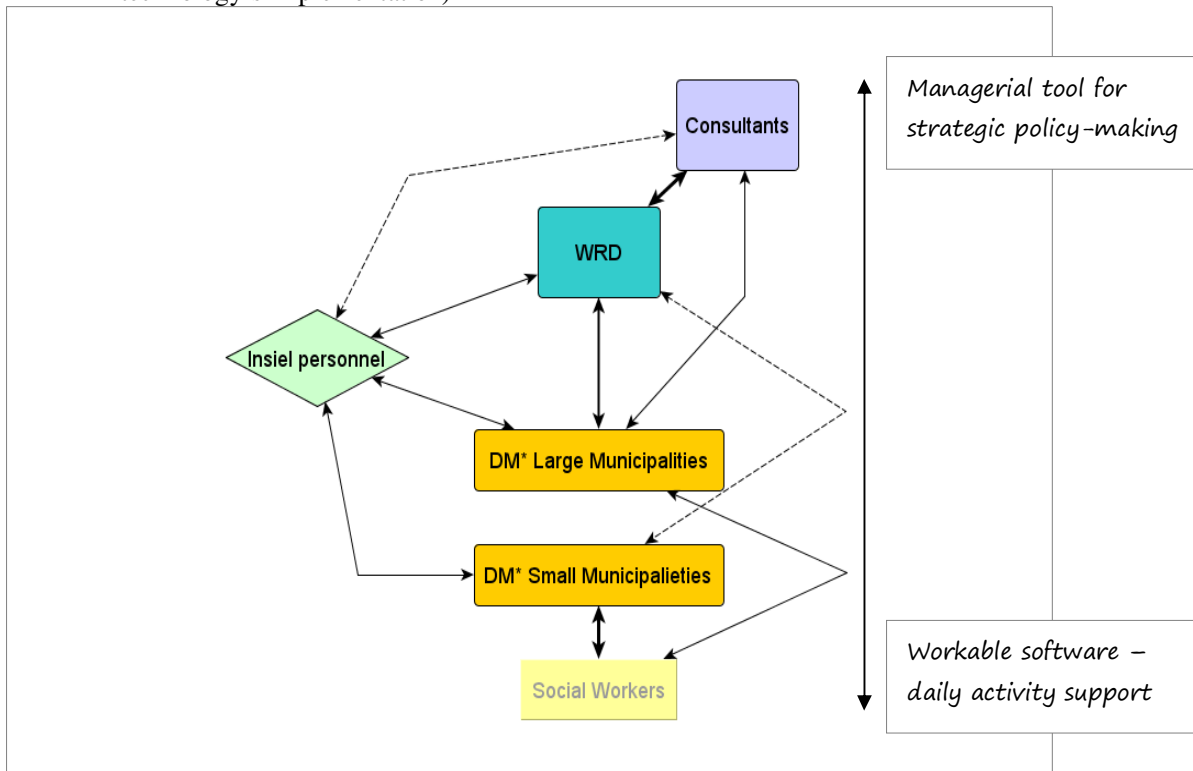 Consultants
Managerial tool for
strategic policy-making
WRD
Insiel personnel
DM* Large Municipalities
DM* Small Municipalieties
Social Workers
Workable software –
daily activity support